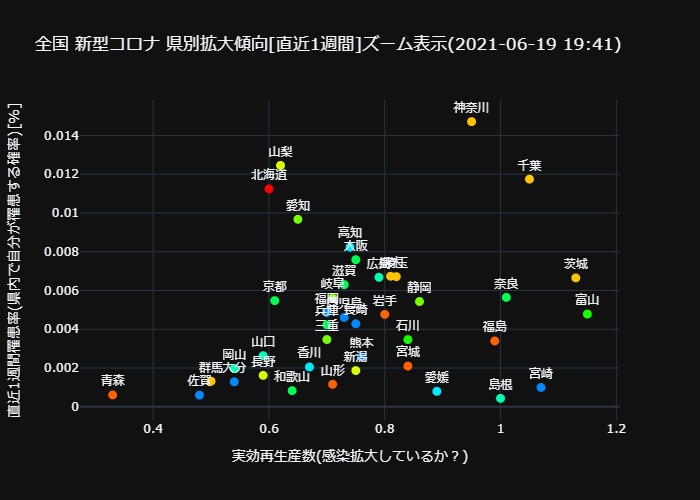 全国 新型コロナ 県別拡大傾向[直近1週間]ズーム表示(2021-06-19 19:41)
直近1週間罹患率(県内で自分が罹患する確率)[%]
0.014
0.012
0.01
0.008
0.006
0.004
0.002
0
神奈川
山梨
千葉
北海道
愛知
高知
大阪
広島
埼玉
茨城
滋賀
岐阜
京都
静岡
奈良
福岡
兵庫
長崎
岩手
富山
三重
石川
福島
山口
熊本
岡山
長野
香川
新潟
宮城
群馬
大分
青森
佐賀
和歌山
山形
愛媛
島根
宮崎
0.4
0.6
0.8
1
1.2
実効再生産数(感染拡大しているか？)